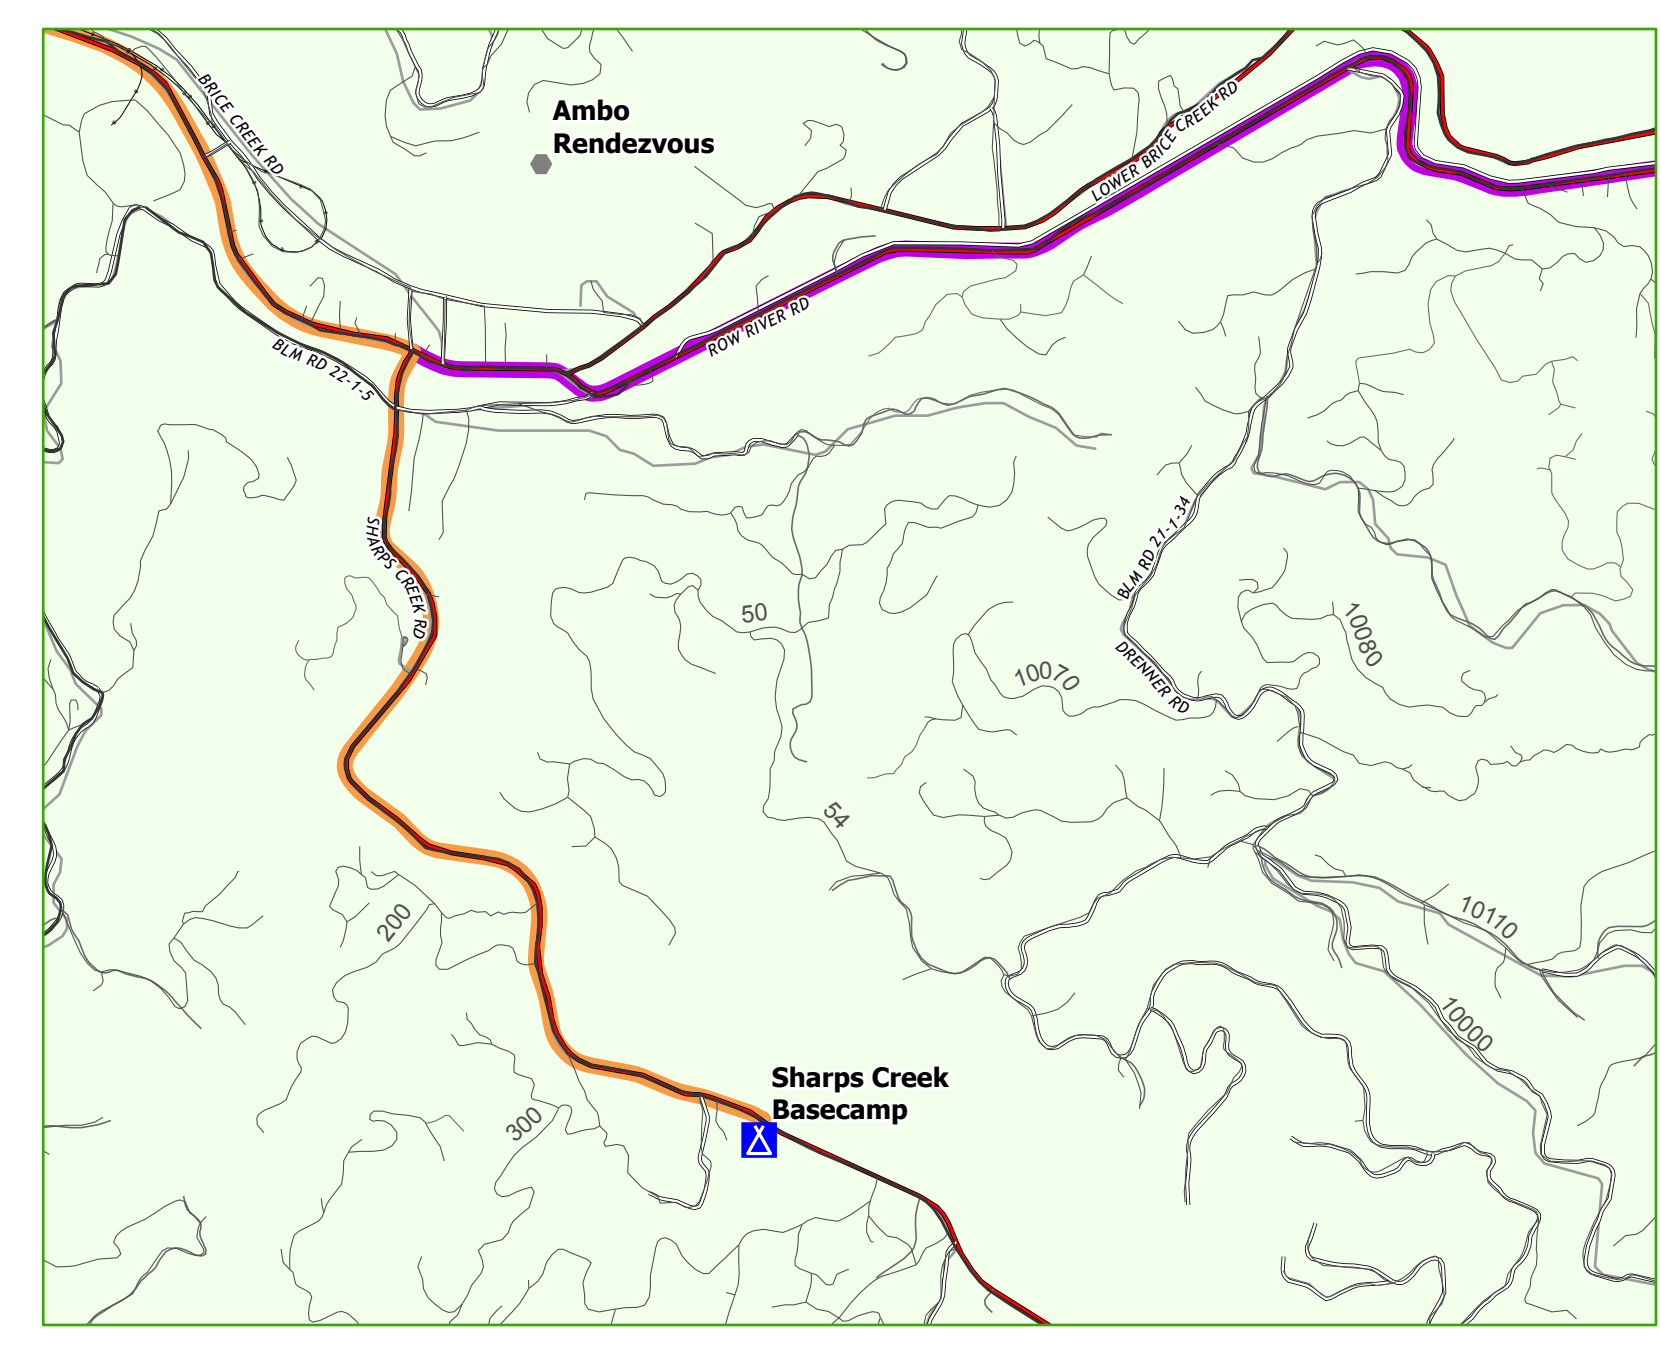 BRICE CREEK RD
Ambo
Rendezvous
LOWER BRICE CREEK RD
ROW RIVER RD
BLM RD 22-1-5
SHARPS CREEK RD
BLM RD 21-1-34
50
10080
10070
DRENNER RD
54
200
10110
10000
Sharps Creek
Basecamp
300